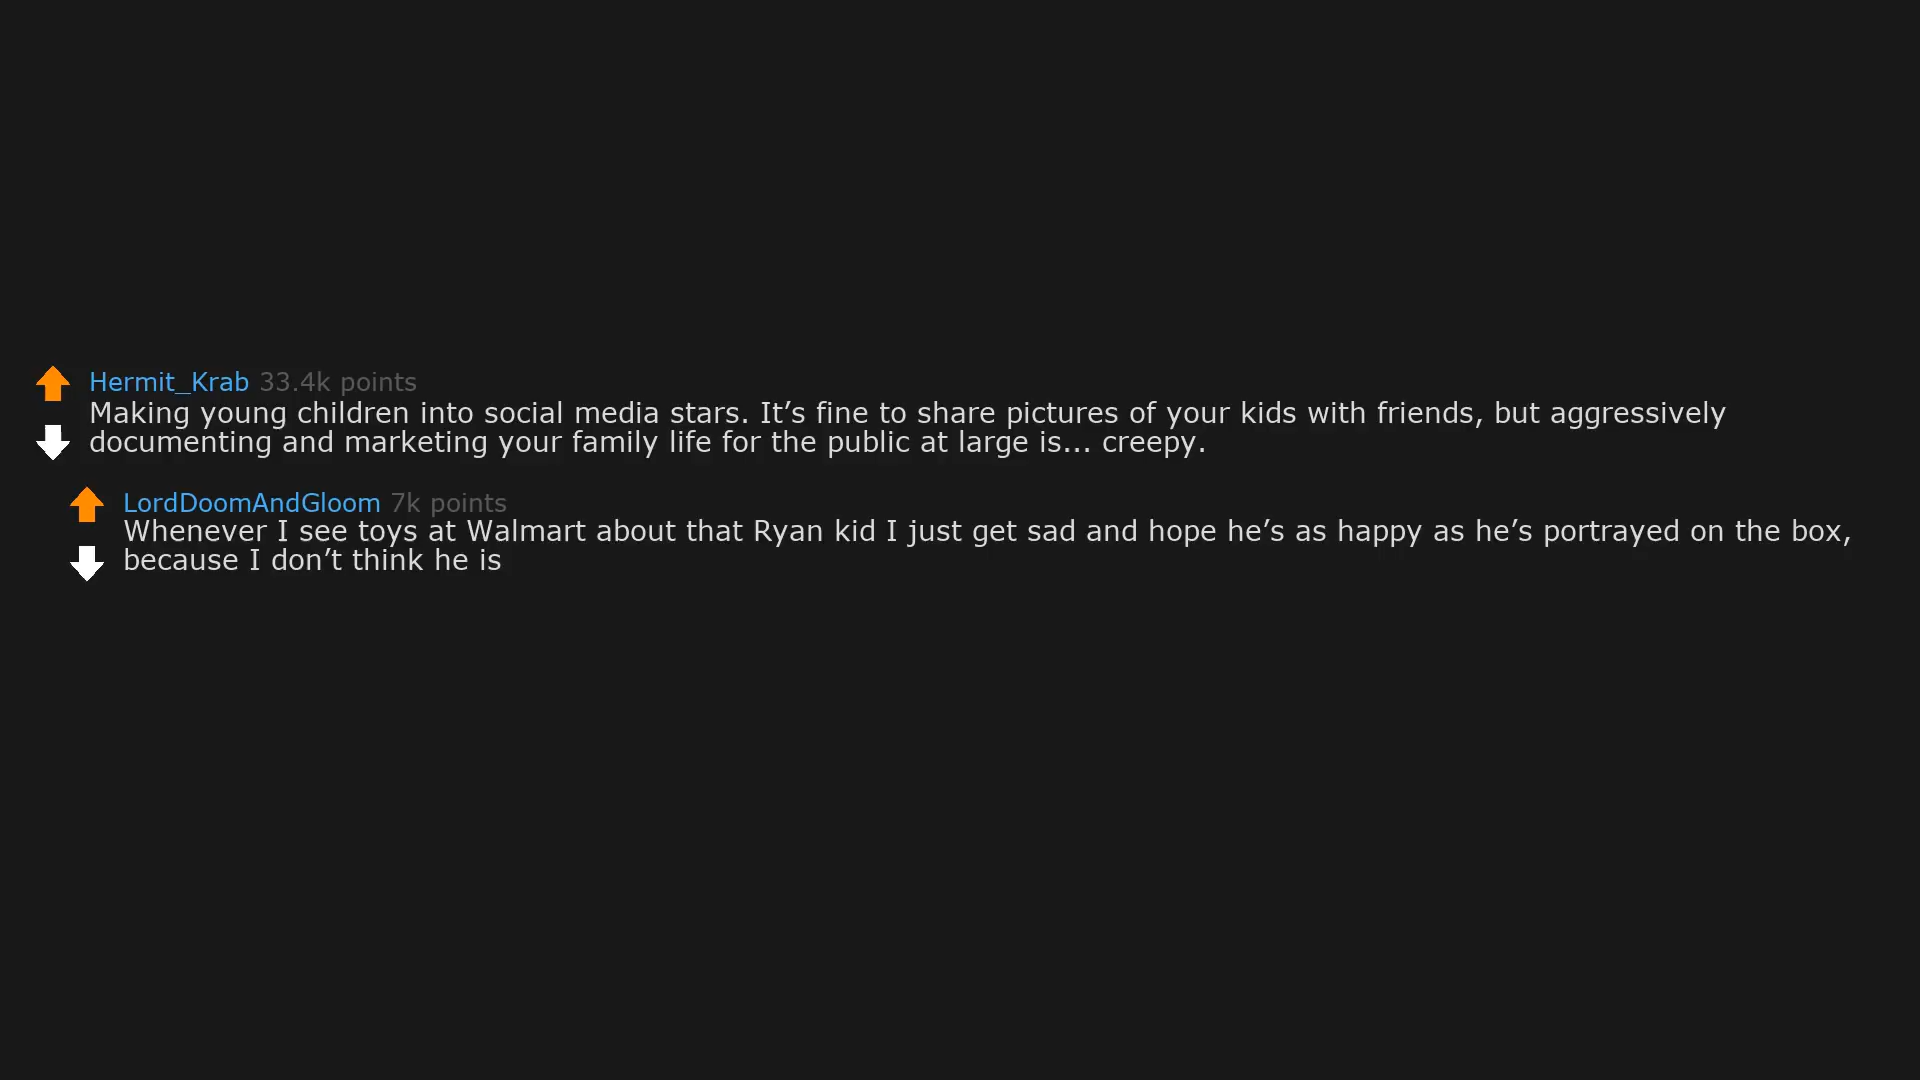 Hermit_Krab 33.4k points
Making young children into social media stars. It’s fine to share pictures of your kids with friends, but aggressively
documenting and marketing your family life for the public at large is... creepy.
LordDoomAndGloom 7k points
Whenever I see toys at Walmart about that Ryan kid I just get sad and hope he’s as happy as he’s portrayed on the box,
because I don’t think he is